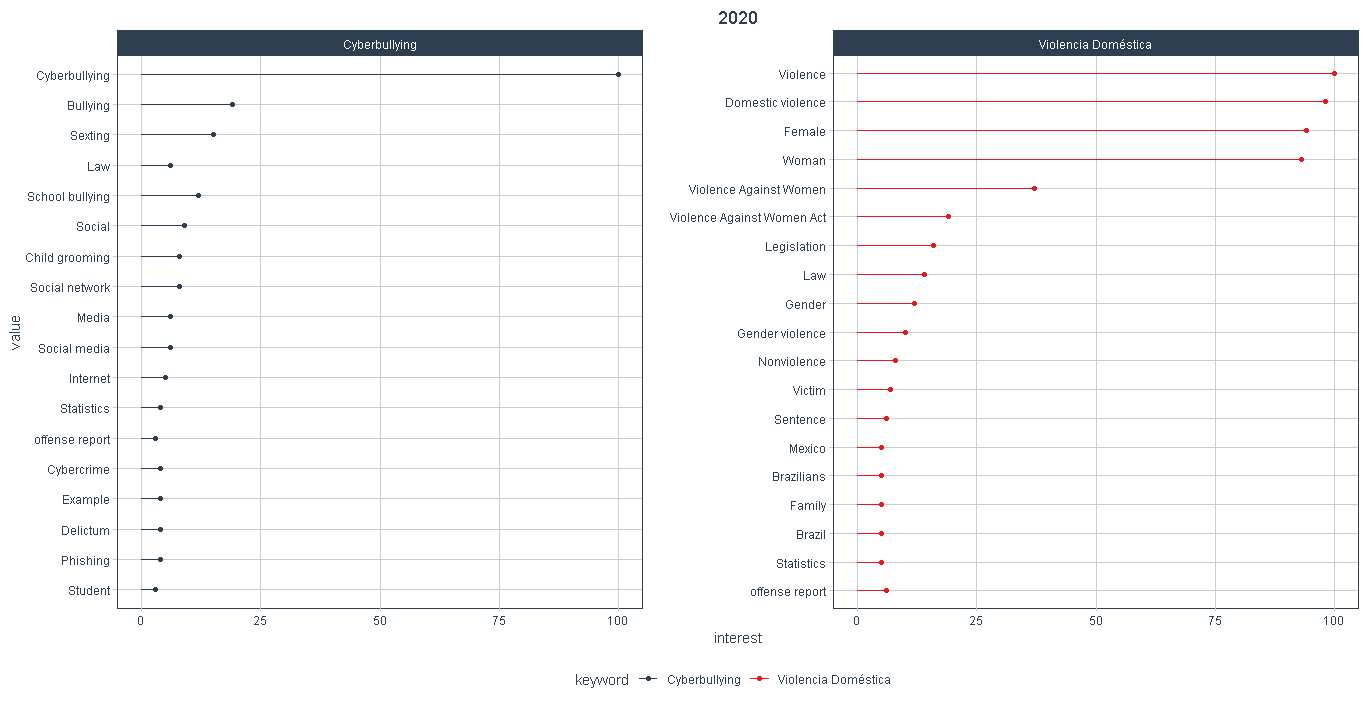 2020
Cyberbullying
Cyberbullying
Bullying
Sexting
Law
School bullying
Social
Child grooming
Social network
Media
Social media
Internet
Statistics
offense report
Cybercrime
Example
Delictum
Phishing
Student
0 25 50 75 100
value
Violencia Doméstica
Violence
Domestic violence
Female
Woman
Violence Against Women
Violence Against Women Act
Legislation
Law
Gender
Gender violence
Nonviolence
Victim
Sentence
Mexico
Brazilians
Family
Brazil
Statistics
offense report
0 25 50 75 100
interest
keyword Cyberbullying Violencia Doméstica